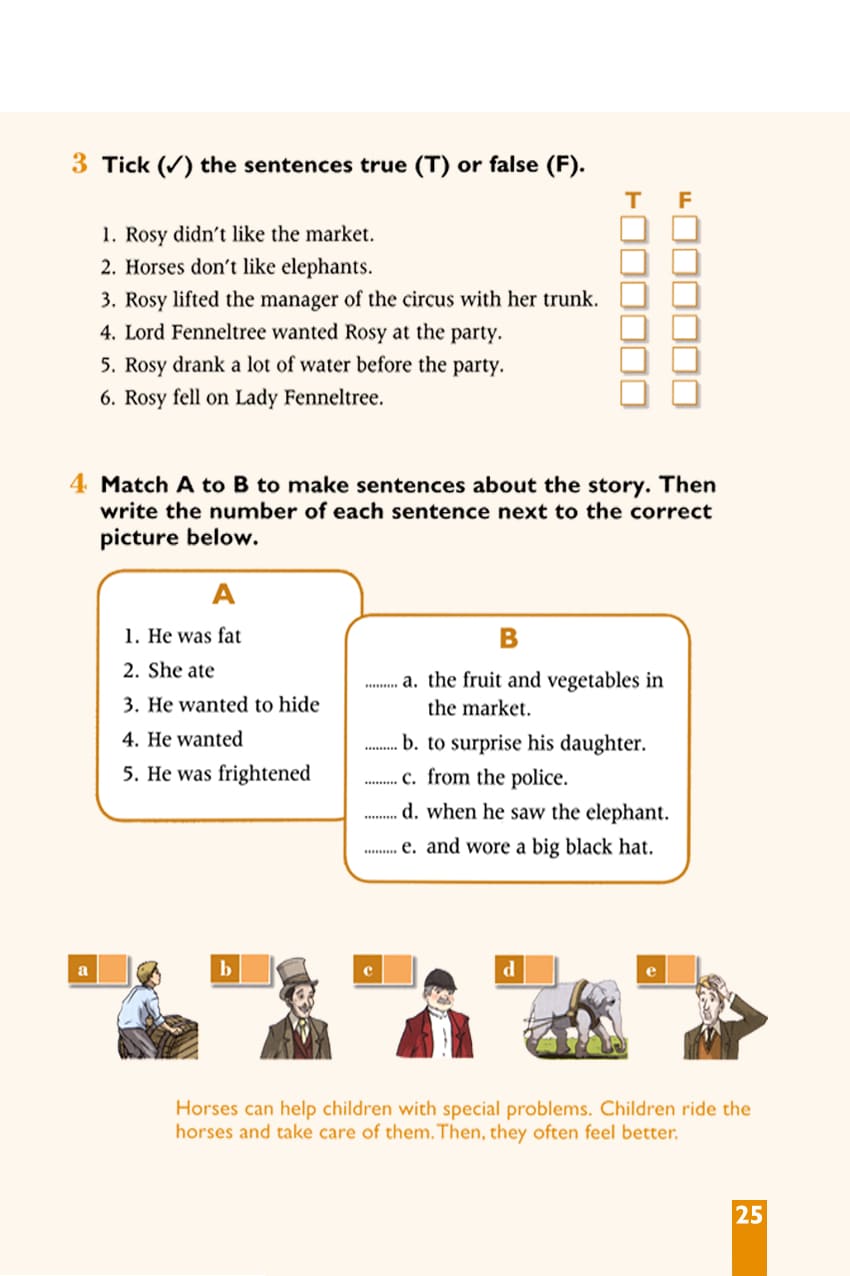 3 Tick (✓) the sentences true (T) or false (F).
T F
1. Rosy didn't like the market.
2. Horses don't like elephants.
3. Rosy lifted the manager of the circus with her trunk.
4. Lord Fenneltree wanted Rosy at the party.
5. Rosy drank a lot of water before the party.
6. Rosy fell on Lady Fenneltree.
4 Match A to B to make sentences about the story. Then
write the number of each sentence next to the correct
picture below.
A
1. He was fat
2. She ate
3. He wanted to hide
4. He wanted
5. He was frightened
B
......... a. the fruit and vegetables in
the market.
......... b. to surprise his daughter.
......... c. from the police.
......... d. when he saw the elephant.
......... e. and wore a big black hat.
a b c d e
Horses can help children with special problems. Children ride the
horses and take care of them. Then, they often feel better.
25